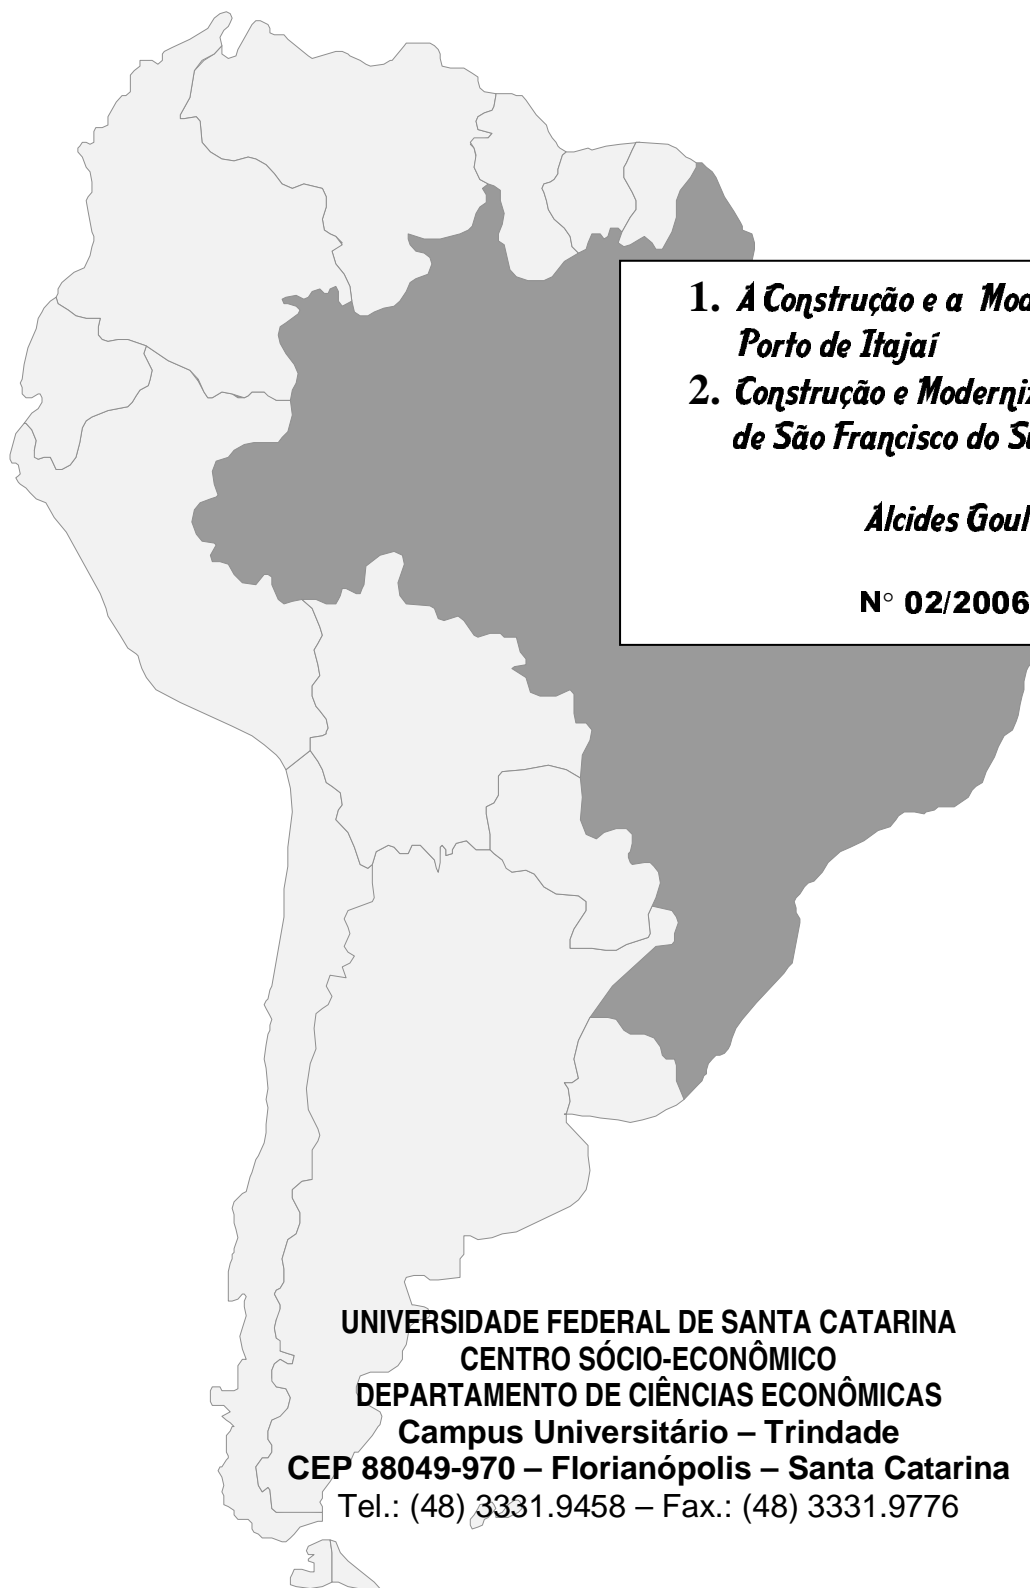 1. A Construção e a Mod
Porto de Itajaí
2. Construção e Moderni
de São Francisco do S
Alcides Goul
N° 02/2006
UNIVERSIDADE FEDERAL DE SANTA CATARINA
CENTRO SÓCIO-ECONÔMICO
DEPARTAMENTO DE CIÊNCIAS ECONÔMICAS
Campus Universitário – Trindade
CEP 88049-970 – Florianópolis – Santa Catarina
Tel.: (48) 3331.9458 – Fax.: (48) 3331.9776